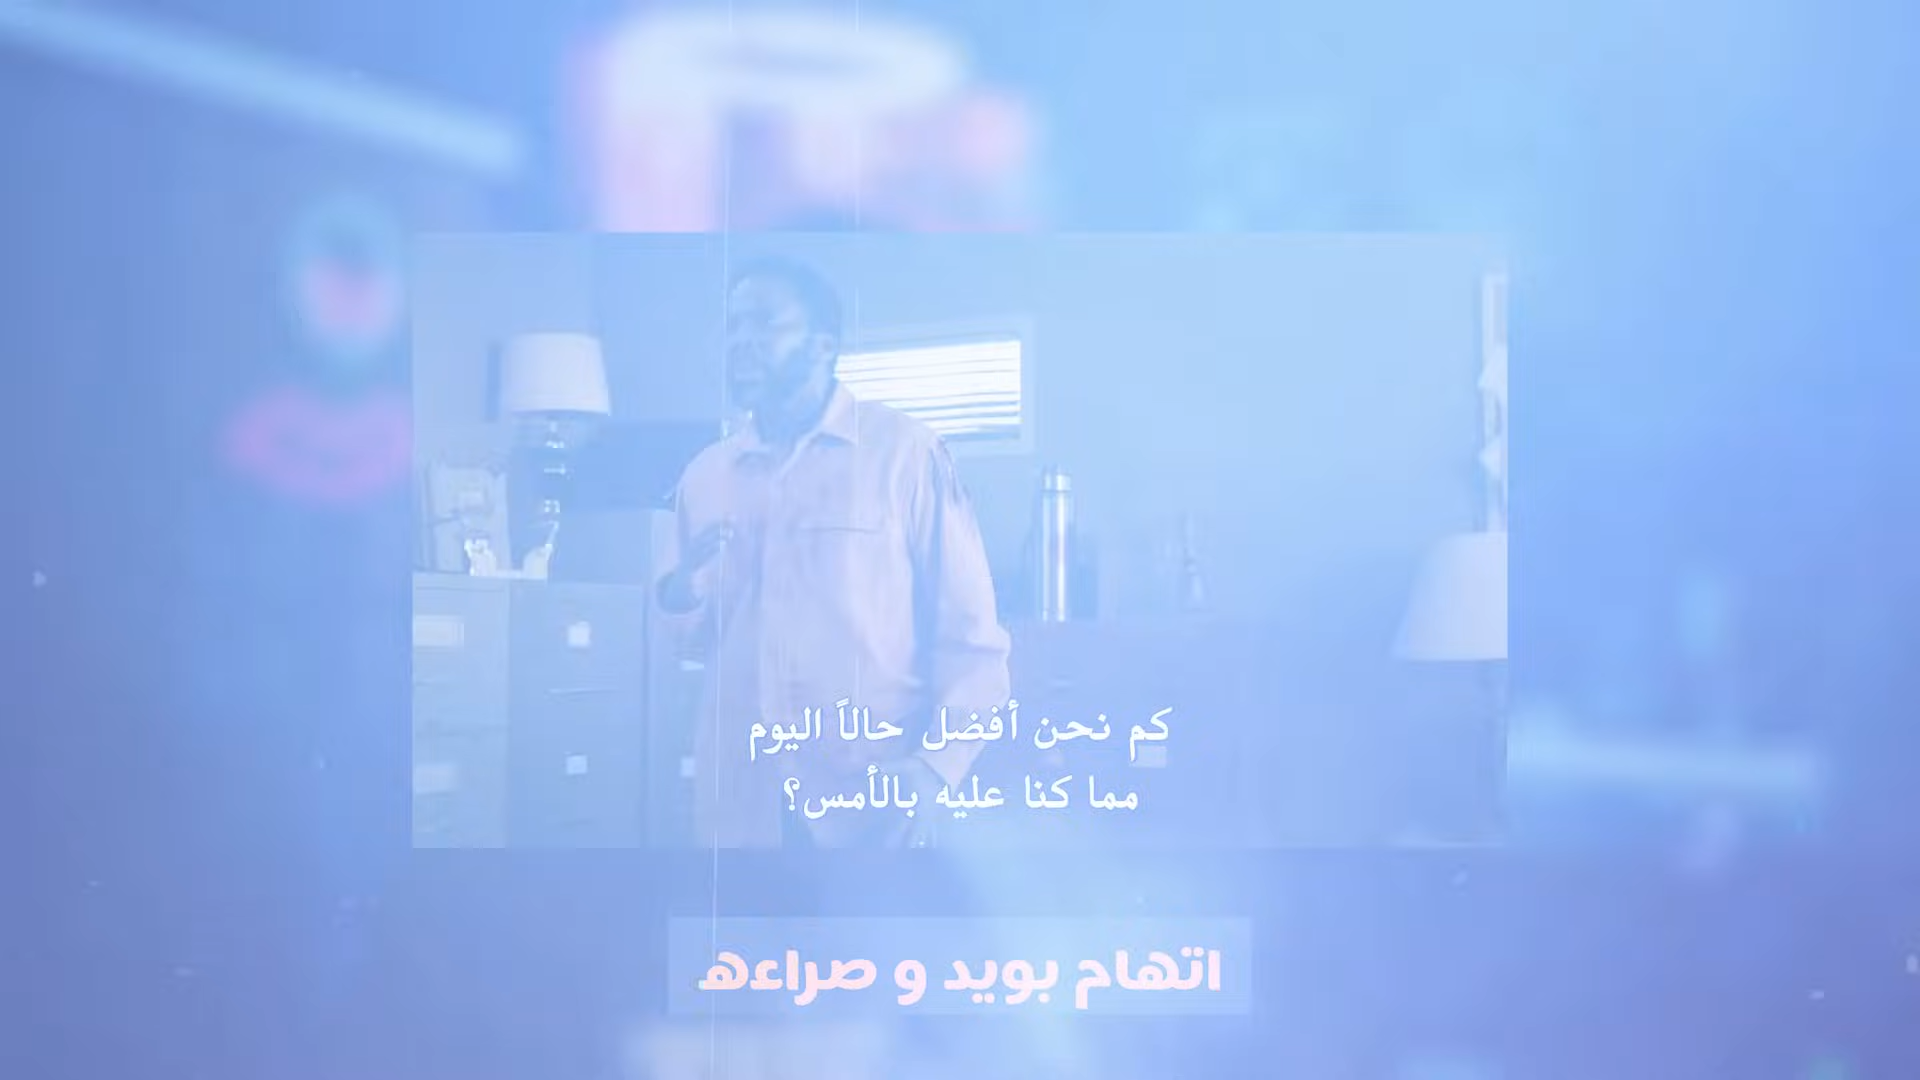 كم نحن أفضل حالاً اليوم
مما كنا عليه بالأمس؟
اتهام بويد و صراعه